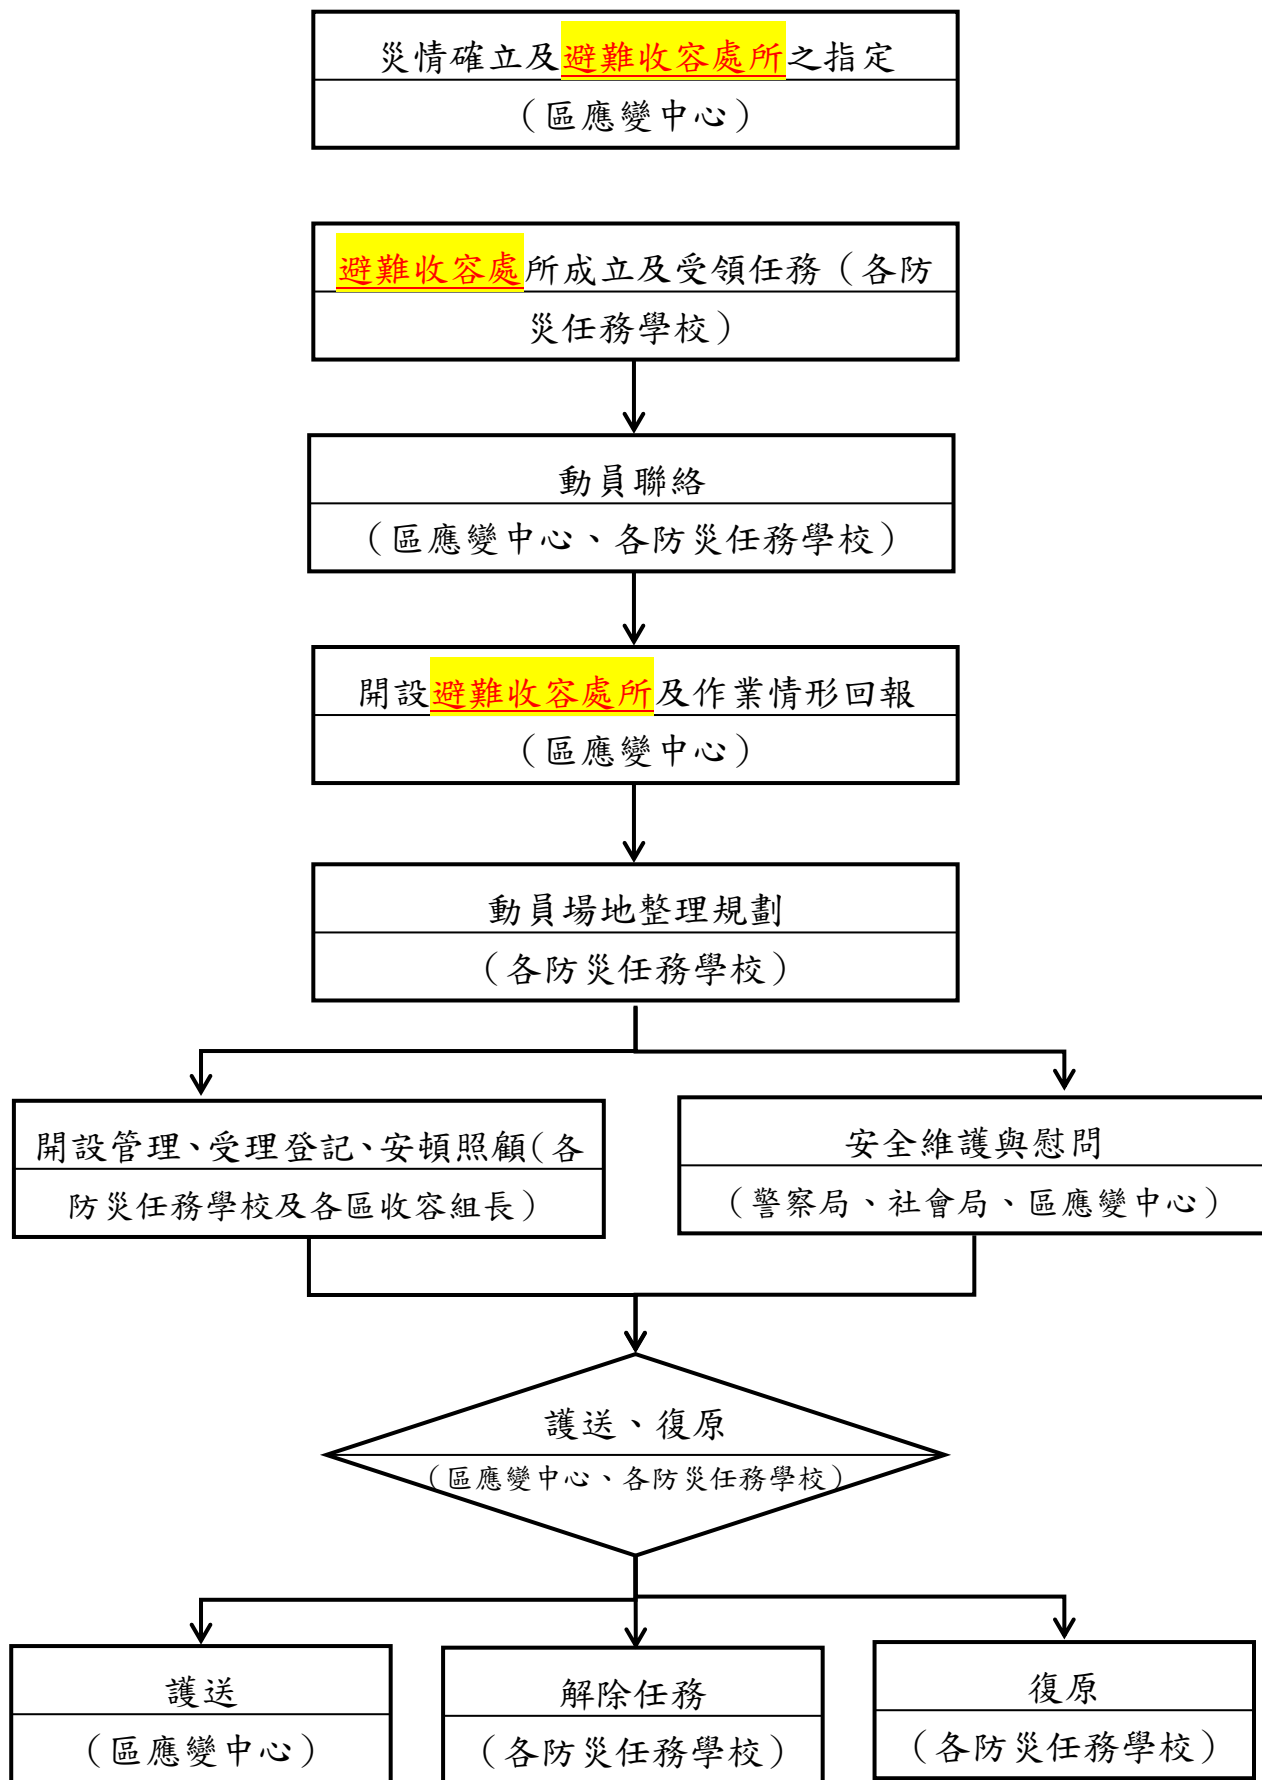 災情確立及避難收容處所之指定
（區應變中心）
避難收容處所成立及受領任務（各防
災任務學校）
動員聯絡
（區應變中心、各防災任務學校）
開設避難收容處所及作業情形回報
（區應變中心）
動員場地整理規劃
（各防災任務學校）
開設管理、受理登記、安頓照顧（各
防災任務學校及各區收容組長）
安全維護與慰問
（警察局、社會局、區應變中心）
護送、復原
（區應變中心、各防災任務學校）
護送
（區應變中心）
解除任務
（各防災任務學校）
復原
（各防災任務學校）